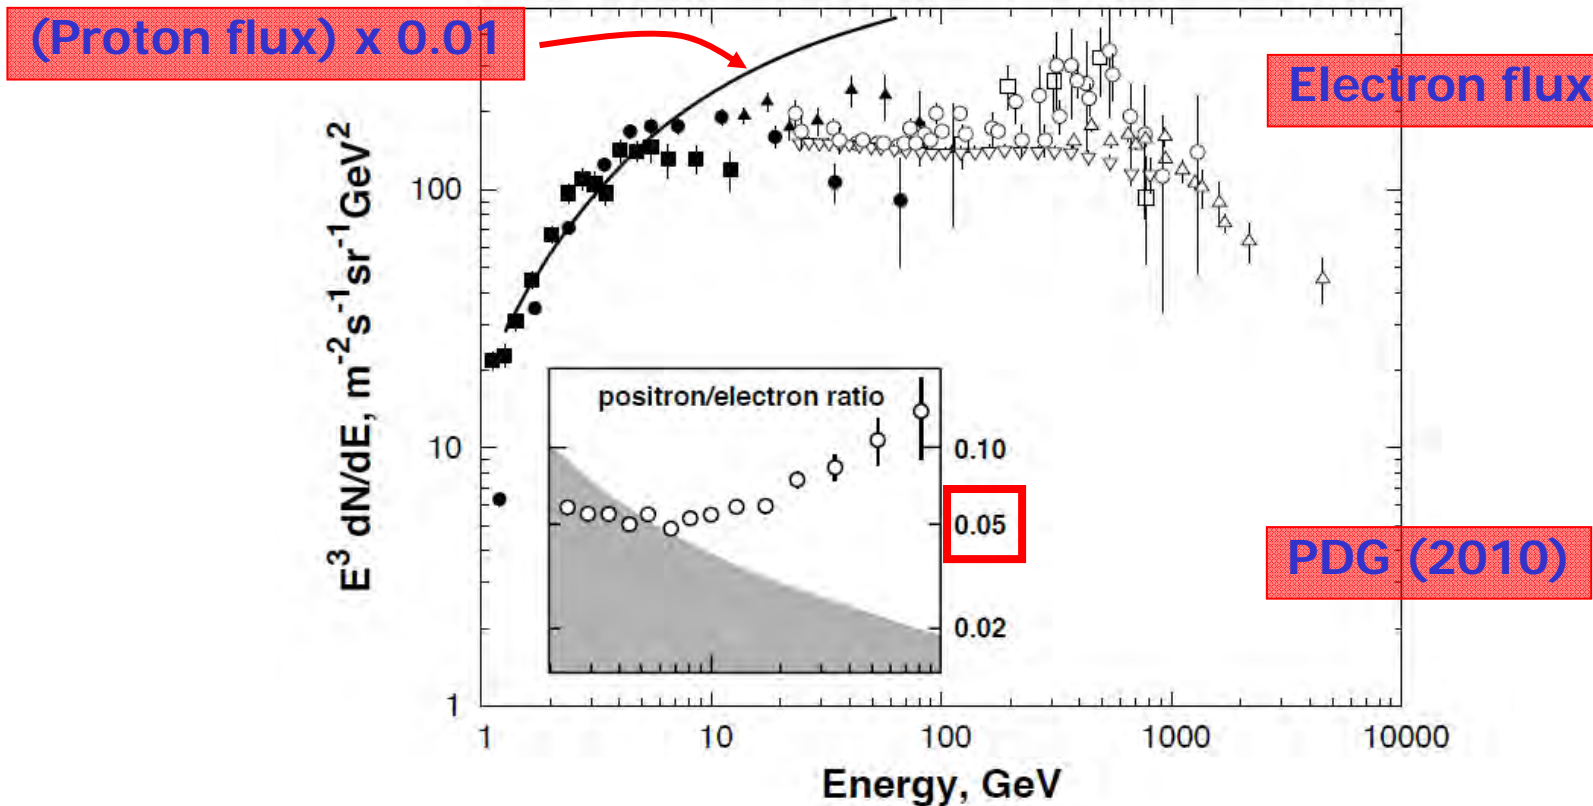 (Proton flux) x 0.01
Electron flux
PDG (2010)
E³ dN/dE, m⁻²s⁻¹sr⁻¹GeV²
100
10
1
positron/electron ratio
0.10
0.05
0.02
1
10
100
1000
10000
Energy, GeV